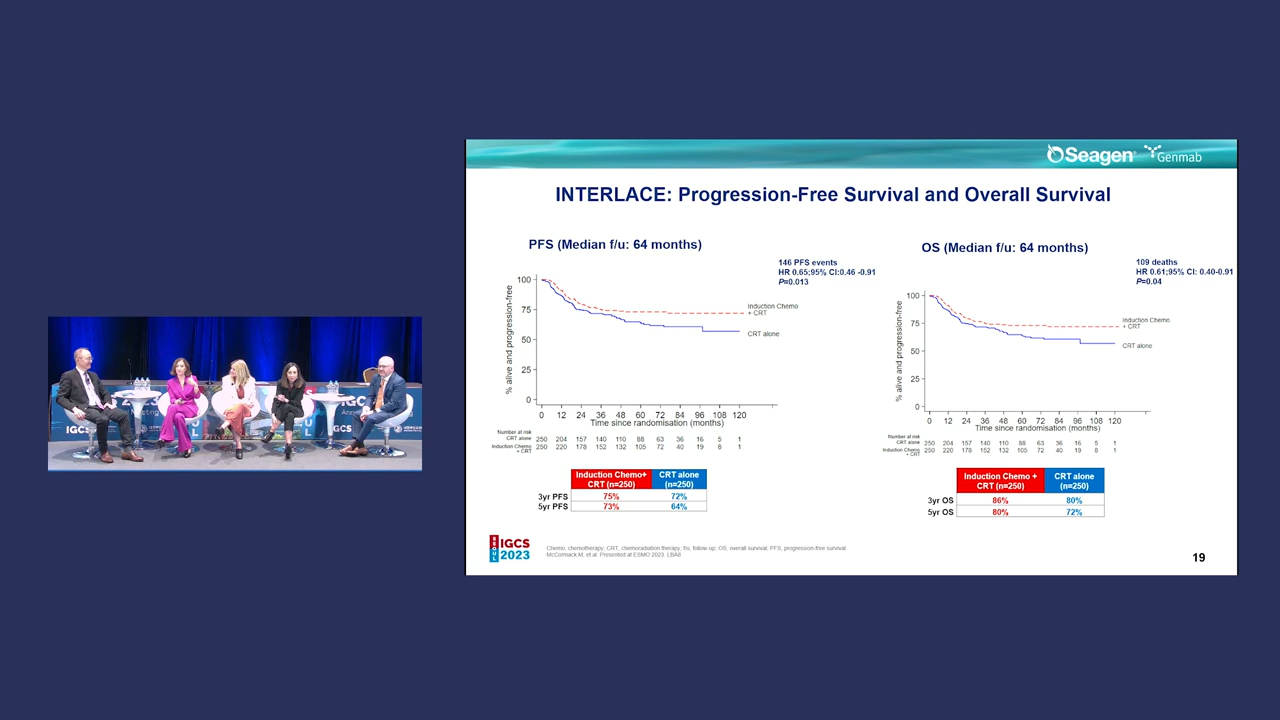 Seagen Genmab
INTERLACE: Progression-Free Survival and Overall Survival
PFS (Median f/u: 64 months)
146 PFS events
HR 0.65;95% CI:0.46 -0.91
P=0.013
% alive and progression-free
100
75
50
25
0
Induction Chemo
+ CRT
CRT alone
0 12 24 36 48 60 72 84 96 108 120
Time since randomisation (months)
Number at risk
CRT alone 250 204 157 140 110 88 63 36 16 5 1
Induction Chemo 250 220 178 152 132 105 72 40 19 8 1
+ CRT
Induction Chemo+ CRT alone
CRT (n=250) (n=250)
3yr PFS 75% 72%
5yr PFS 73% 64%
OS (Median f/u: 64 months)
109 deaths
HR 0.61;95% CI: 0.40-0.91
P=0.04
% alive and progression-free
100
75
50
25
0
Induction Chemo
+ CRT
CRT alone
0 12 24 36 48 60 72 84 96 108 120
Time since randomisation (months)
Number at risk
CRT alone 250 204 157 140 110 88 63 36 16 5 1
Induction Chemo 250 220 178 152 132 105 72 40 19 8 1
+ CRT
Induction Chemo + CRT alone
CRT (n=250) (n=250)
3yr OS 86% 80%
5yr OS 80% 72%
SEOUL
IGCS
2023
Chemo, chemotherapy; CRT, chemoradiation therapy; f/u, follow-up; OS, overall survival; PFS, progression-free survival
McCormack M, et al. Presented at ESMO 2023. LBA8
19
IGCS
Meeting
IGCS
IGCS